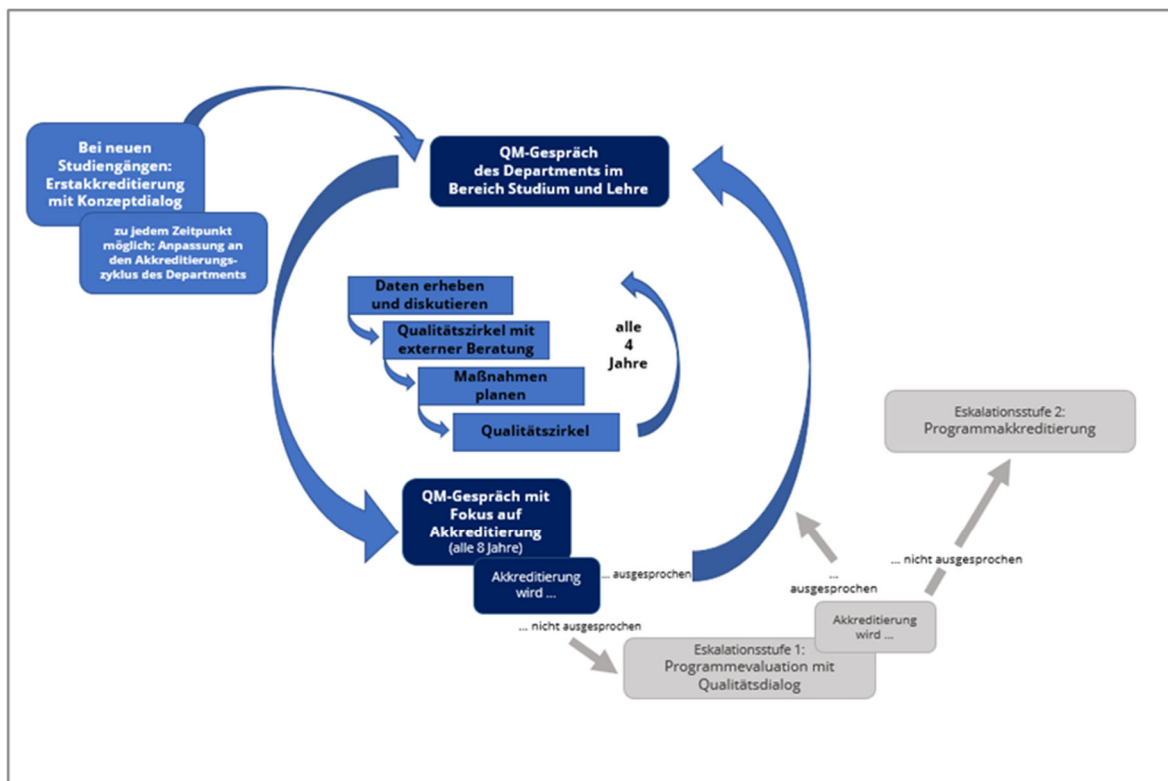 Bei neuen
Studiengängen:
Erstakkreditierung
mit Konzeptdialog
zu jedem Zeitpunkt
möglich; Anpassung an
den Akkreditierungs-
zyklus des Departments
QM-Gespräch
des Departments im
Bereich Studium und Lehre
Daten erheben
und diskutieren
Qualitätszirkel mit
externer Beratung
Maßnahmen
planen
Qualitätszirkel
alle
4
Jahre
QM-Gespräch mit
Fokus auf
Akkreditierung
(alle 8 Jahre)
Akkreditierung
wird ...
... ausgesprochen
... nicht ausgesprochen
Eskalationsstufe 1:
Programmevaluation mit
Qualitätsdialog
Akkreditierung
wird ...
...
ausgesprochen
... nicht ausgesprochen
Eskalationsstufe 2:
Programmakkreditierung